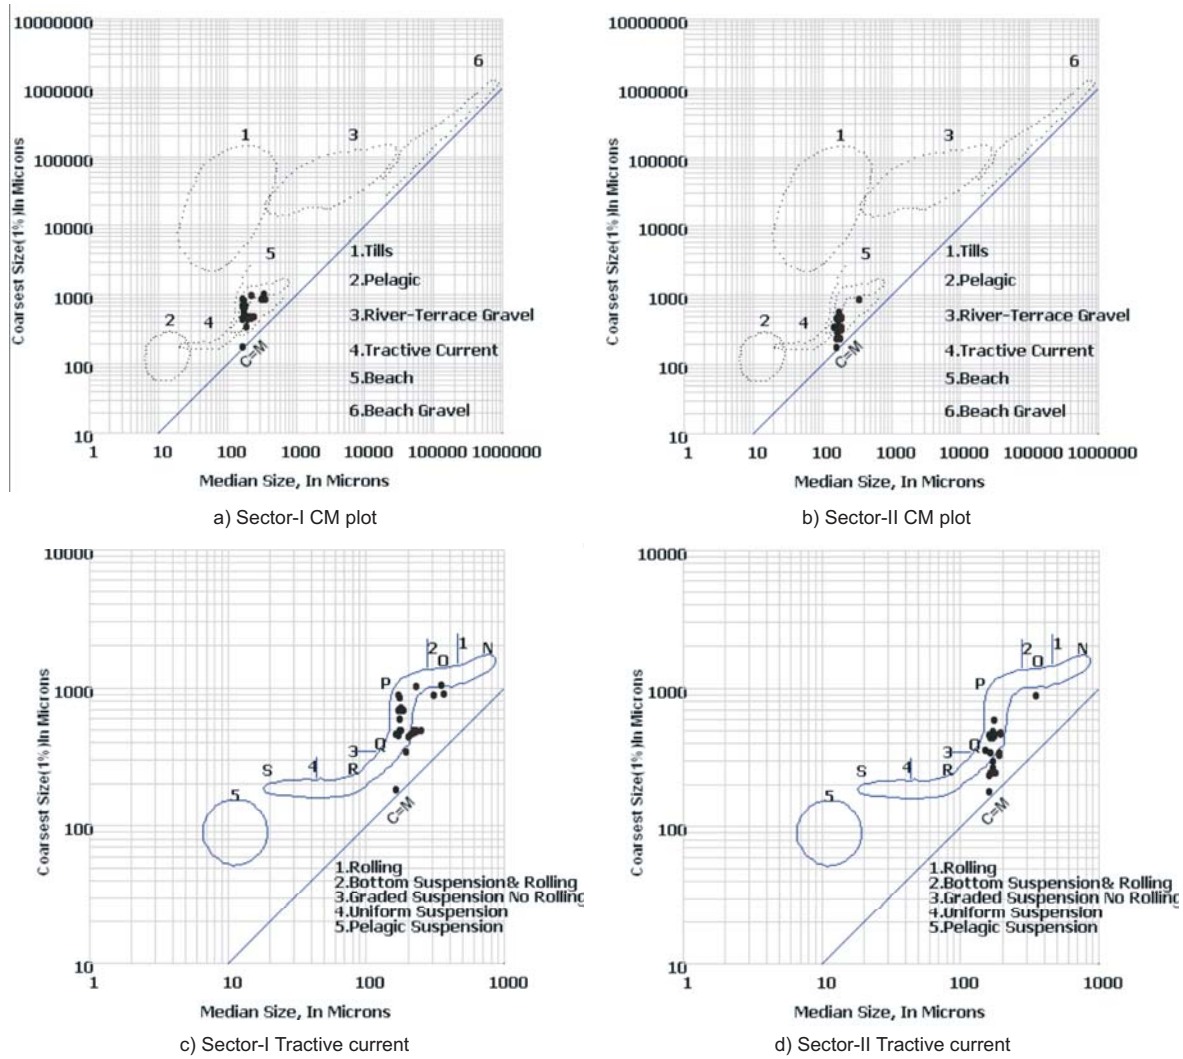 10000000
1000000
100000
10000
1000
100
10
1 10 100 1000 10000 100000 1000000
Coarsest Size(1%)In Microns
Median Size, In Microns
1
2
3
4
5
6
C=M
1.Tills
2.Pelagic
3.River-Terrace Gravel
4.Tractive Current
5.Beach
6.Beach Gravel
a) Sector-I CM plot
10000000
1000000
100000
10000
1000
100
10
1 10 100 1000 10000 100000 1000000
Coarsest Size(1%)In Microns
Median Size, In Microns
1
2
3
4
5
6
C=M
1.Tills
2.Pelagic
3.River-Terrace Gravel
4.Tractive Current
5.Beach
6.Beach Gravel
b) Sector-II CM plot
10000
1000
100
10
1 10 100 1000
Coarsest Size(1%)In Microns
Median Size, In Microns
2 1
O N
P
3 Q
S 4 R
5
C=M
1.Rolling
2.Bottom Suspension& Rolling
3.Graded Suspension No Rolling
4.Uniform Suspension
5.Pelagic Suspension
c) Sector-I Tractive current
10000
1000
100
10
1 10 100 1000
Coarsest Size(1%)In Microns
Median Size, In Microns
2 1
O N
P
3 Q
S 4 R
5
C=M
1.Rolling
2.Bottom Suspension& Rolling
3.Graded Suspension No Rolling
4.Uniform Suspension
5.Pelagic Suspension
d) Sector-II Tractive current